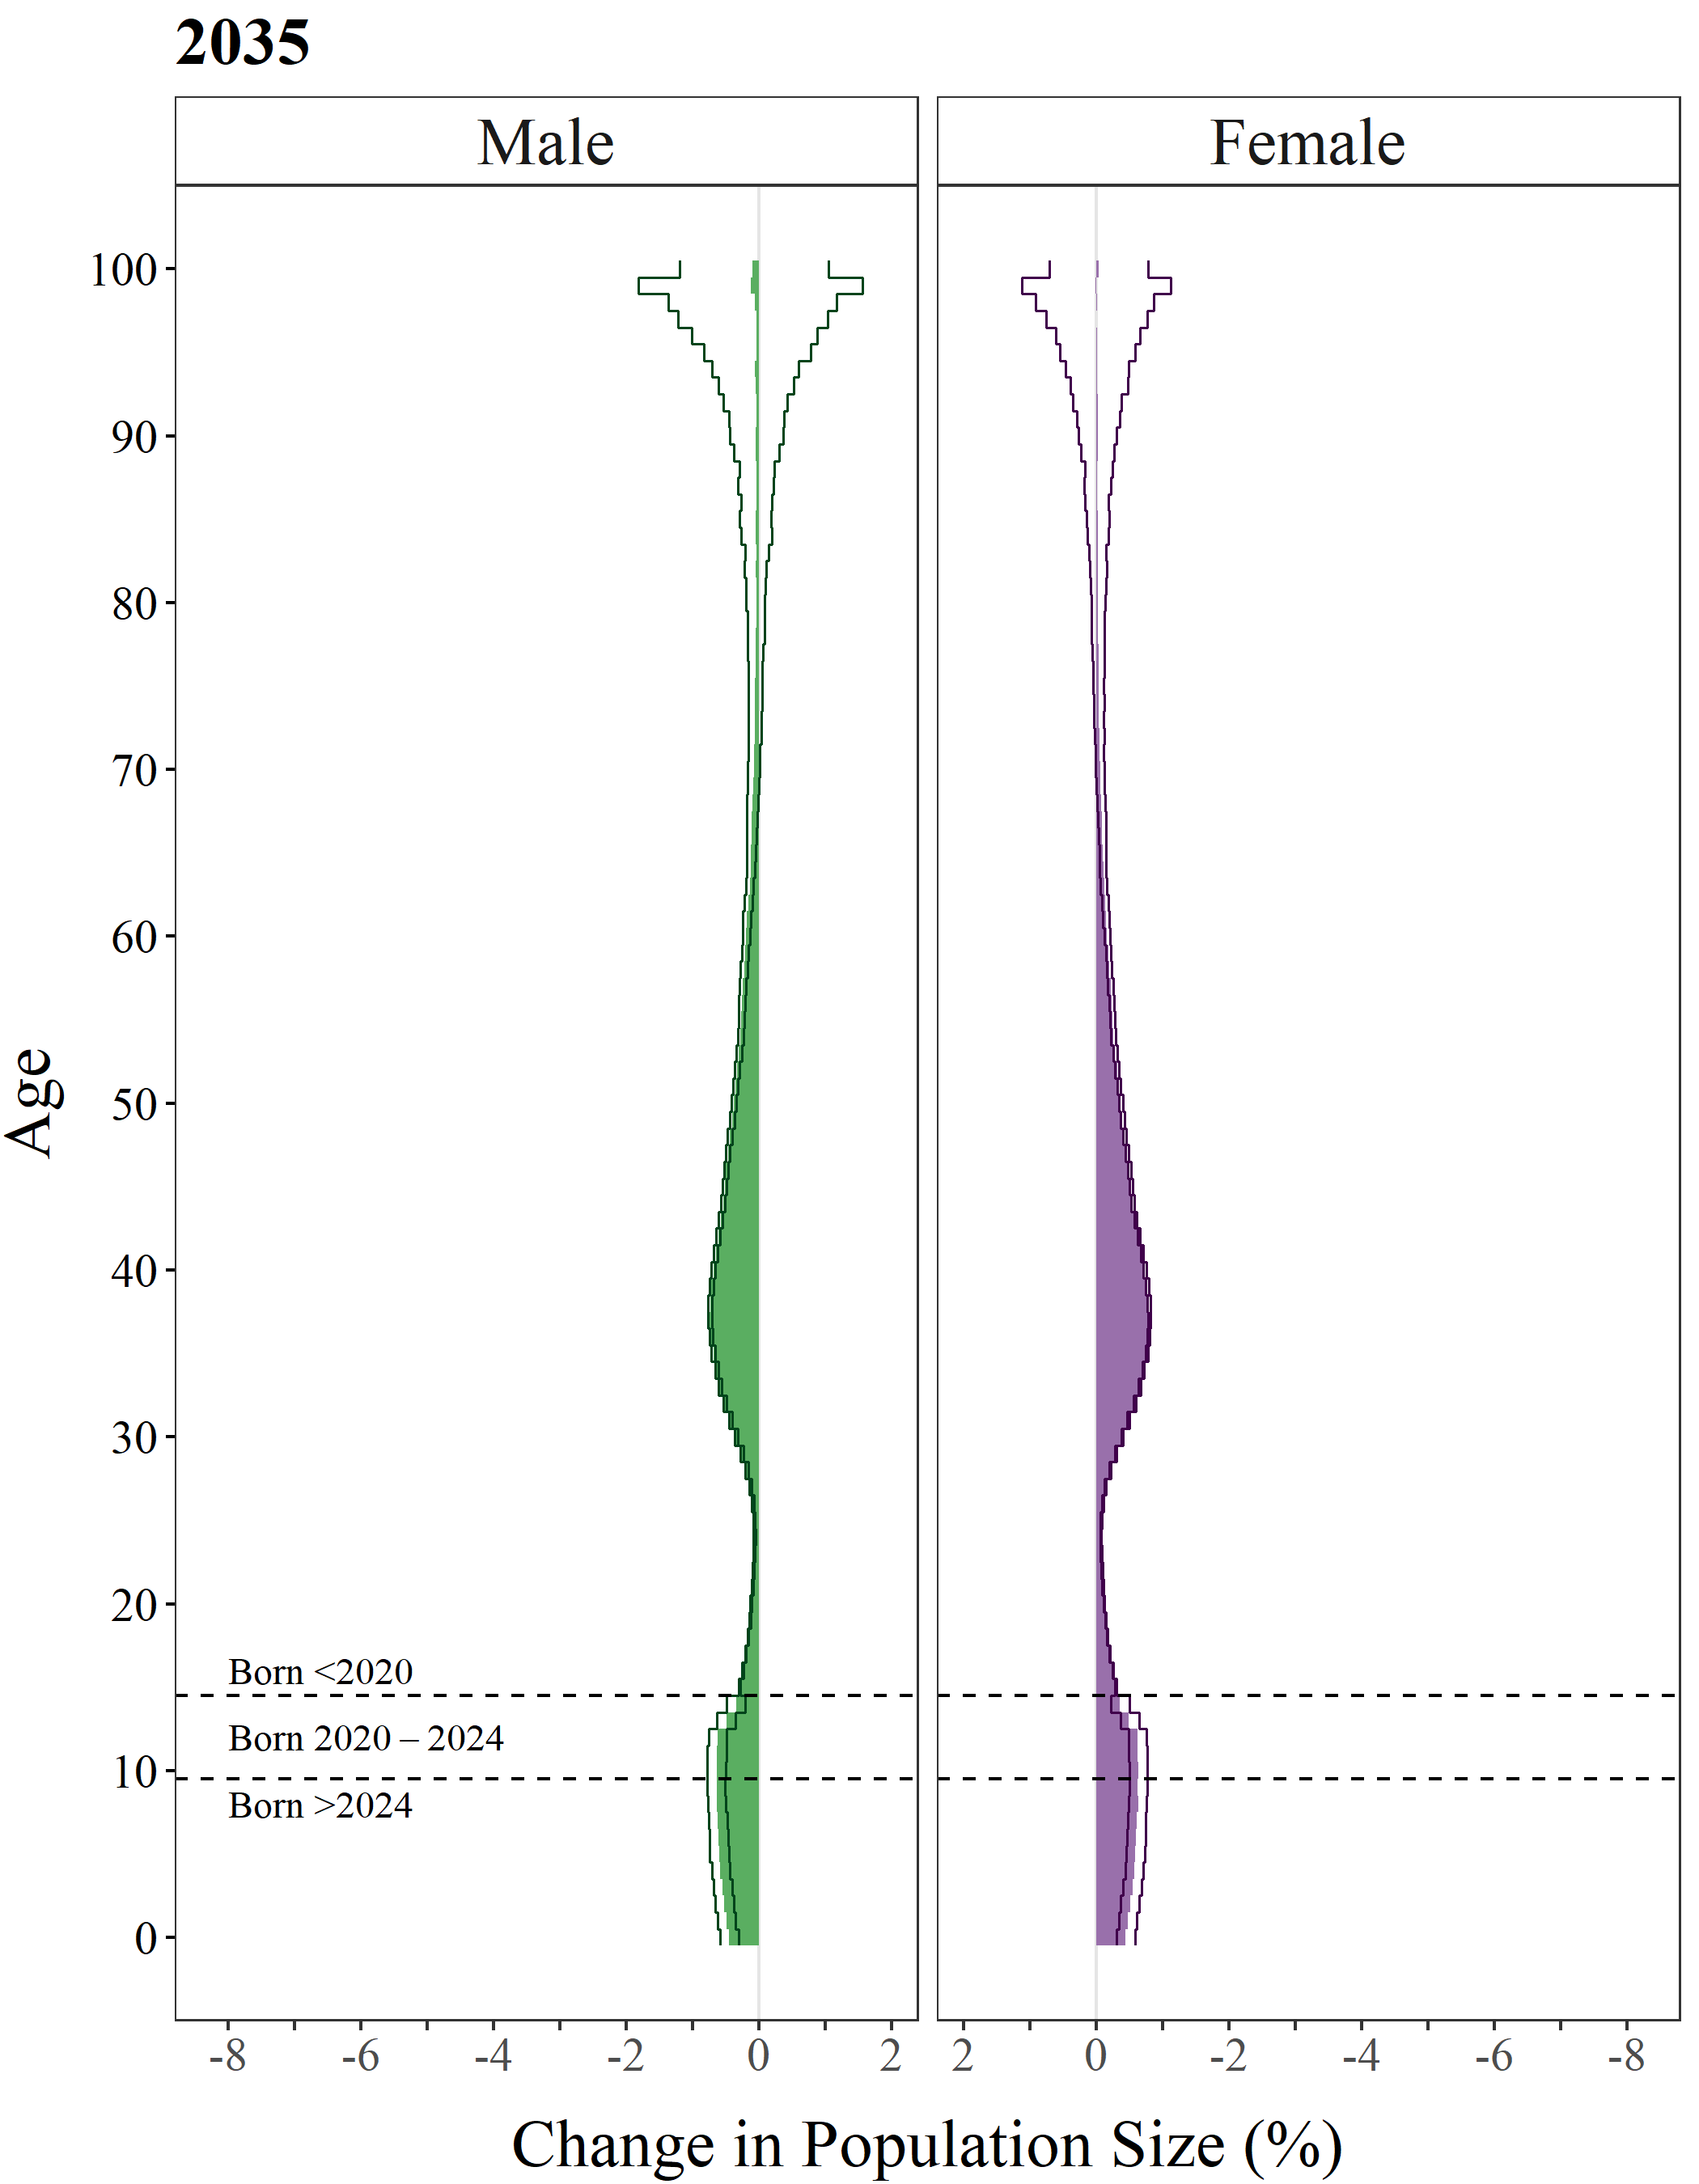 2035
Male
Female
100
90
80
70
60
50
40
30
20
10
0
Age
Born <2020
Born 2020 – 2024
Born >2024
-8 -6 -4 -2 0 2
2 0 -2 -4 -6 -8
Change in Population Size (%)